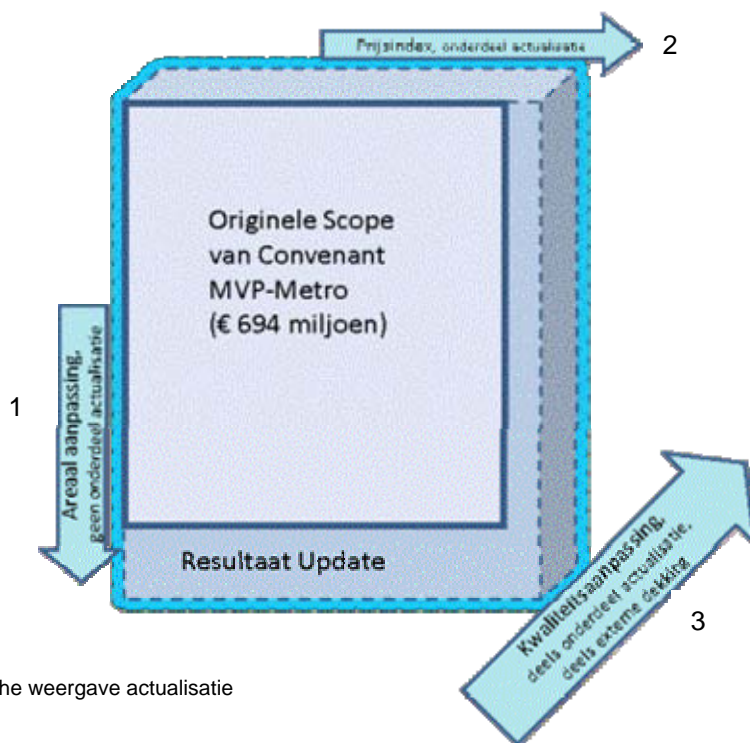 Prijsindex, onderdeel actualisatie
2
Originele Scope
van Convenant
MVP-Metro
(€ 694 miljoen)
1
Areaal aanpassing,
geen onderdeel actualisatie
Resultaat Update
Kwaliteitsaanpassing,
deels onderdeel actualisatie,
deels externe dekking
3
he weergave actualisatie